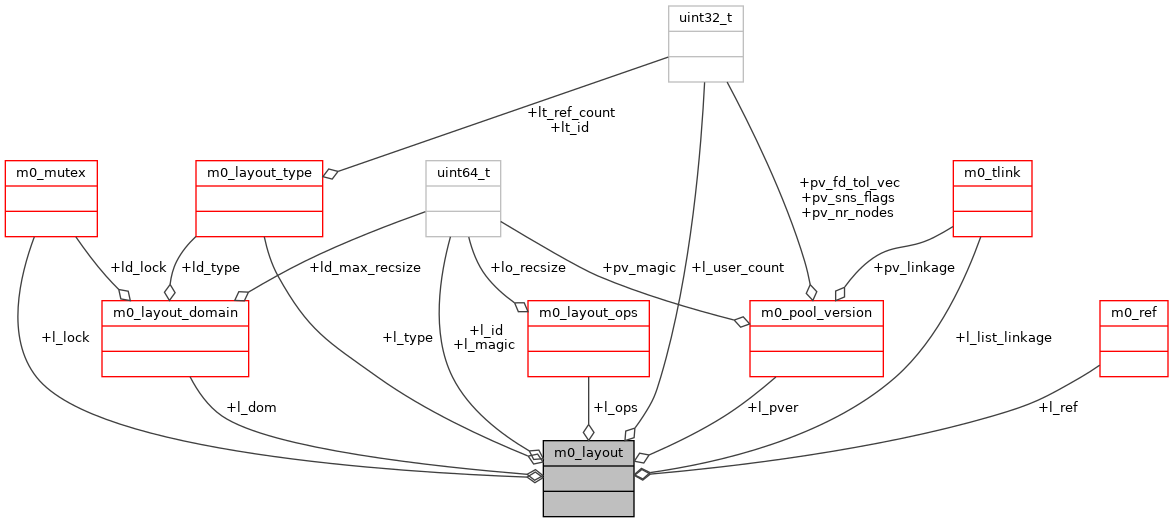 uint32_t
+lt_ref_count
+lt_id
m0_mutex
m0_layout_type
uint64_t
m0_tlink
+pv_fd_tol_vec
+pv_sns_flags
+pv_nr_nodes
+ld_lock
+ld_type
+ld_max_recsize
+lo_recsize
+pv_magic
+l_user_count
+pv_linkage
m0_layout_domain
m0_layout_ops
m0_pool_version
m0_ref
+l_lock
+l_type
+l_id
+l_magic
+l_list_linkage
+l_dom
+l_ops
+l_pver
+l_ref
m0_layout